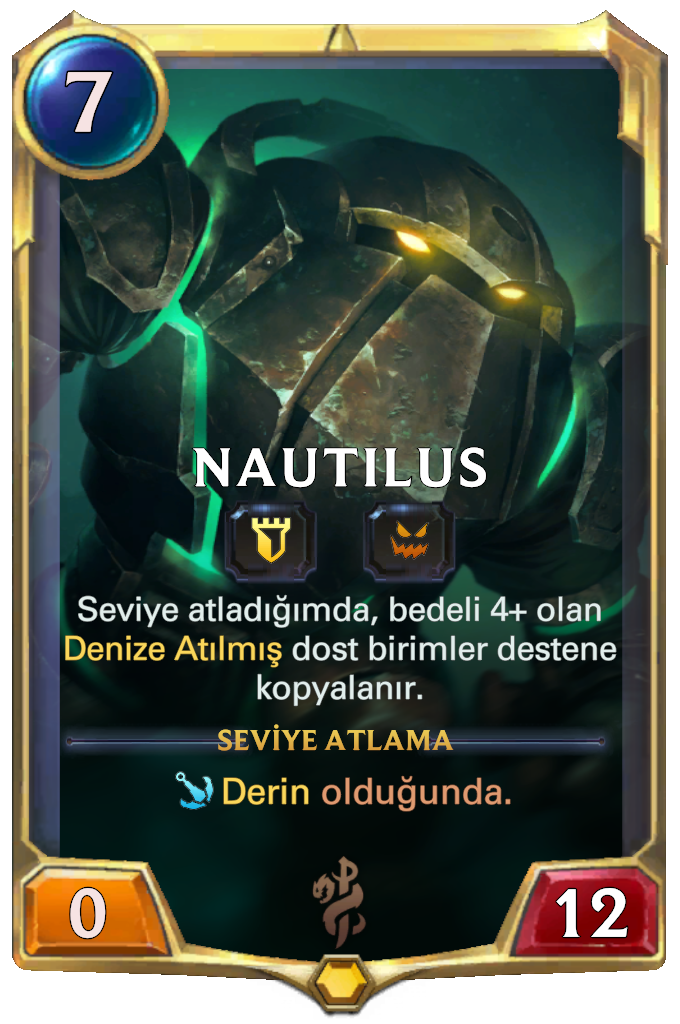 7
NAUTILUS
Seviye atladığımda, bedeli 4+ olan
Denize Atılmış dost birimler destene
kopyalanır.
SEVİYE ATLAMA
Derin olduğunda.
0
12